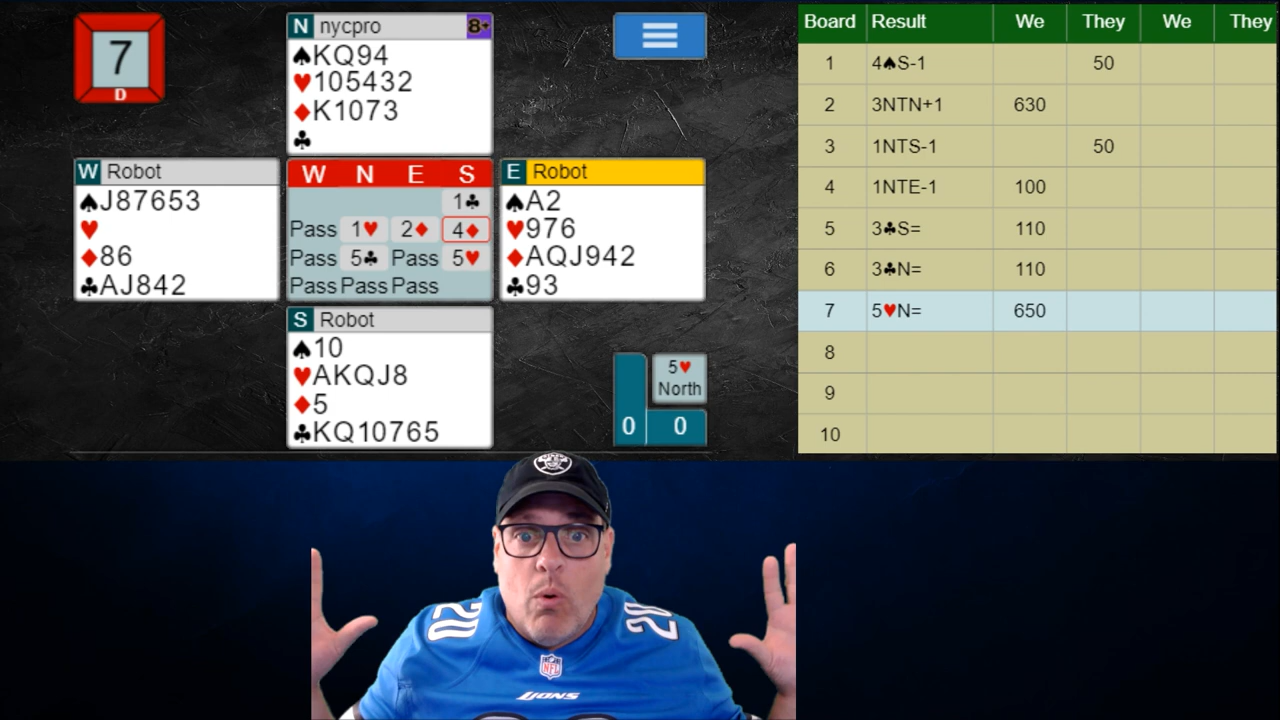 7
D
N nycpro 8+
♠KQ94
♥105432
♦K1073
♣
W Robot
♠J87653
♥
♦86
♣AJ842
W N E S
1♣
Pass 1♥ 2♦ 4♦
Pass 5♣ Pass 5♥
Pass Pass Pass
E Robot
♠A2
♥976
♦AQJ942
♣93
S Robot
♠10
♥AKQJ8
♦5
♣KQ10765
5♥
North
0 0
Board Result We They We They
1 4♠S-1 50
2 3NTN+1 630
3 1NTS-1 50
4 1NTE-1 100
5 3♣S= 110
6 3♣N= 110
7 5♥N= 650
8
9
10
20 20
NFL
LIONS